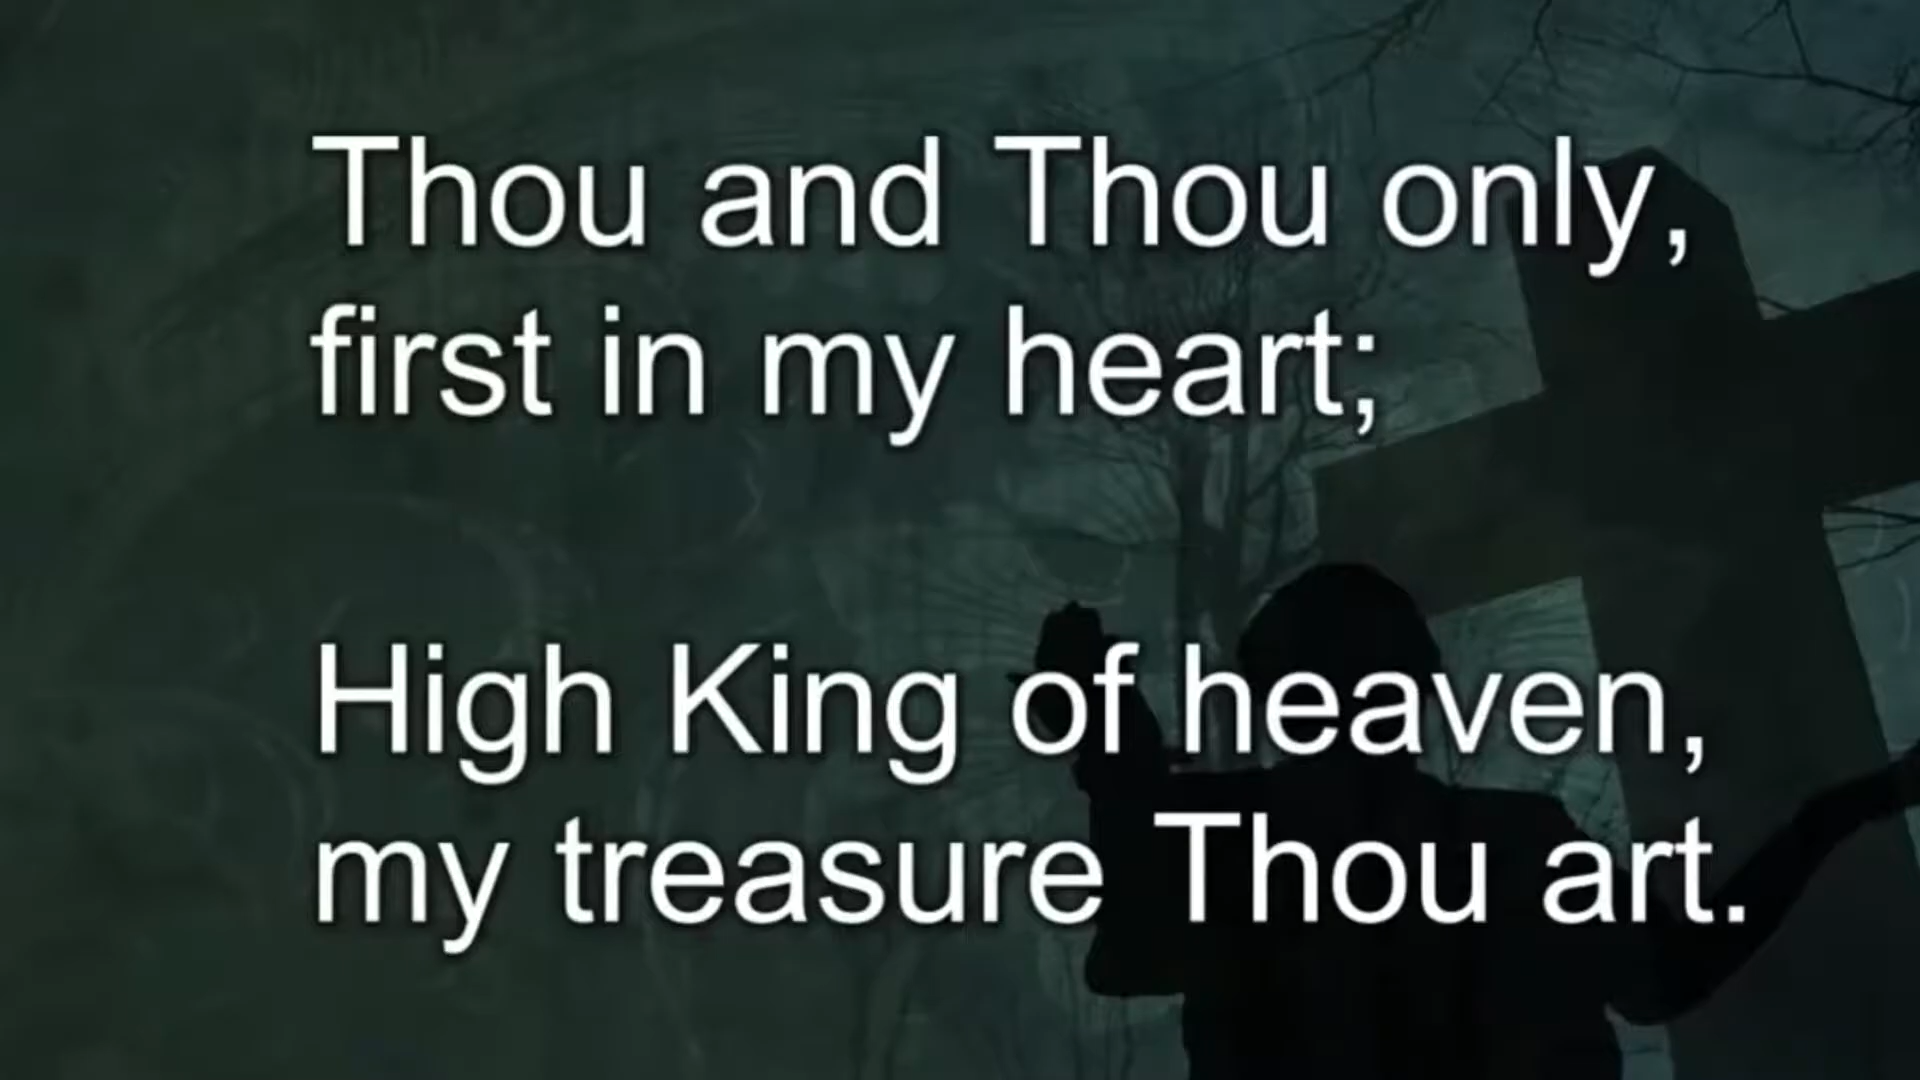 Thou and Thou only,
first in my heart;
High King of heaven,
my treasure Thou art.